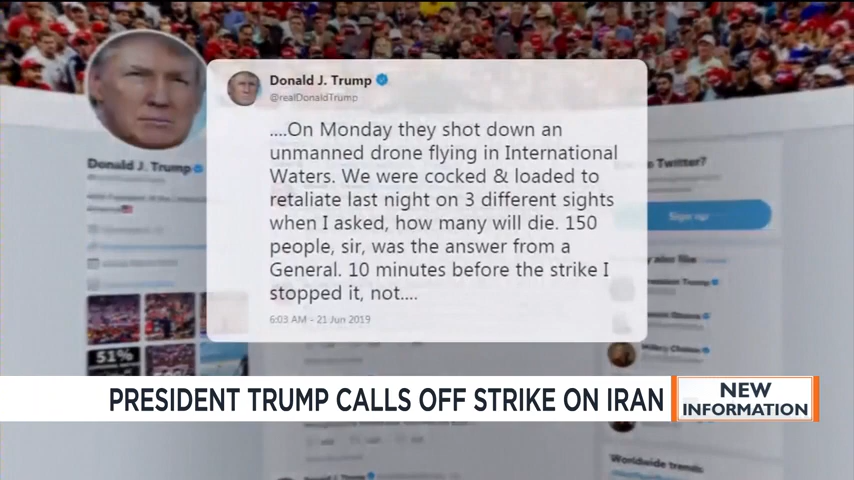 Donald J. Trump
@realDonaldTrump
....On Monday they shot down an
unmanned drone flying in International
Waters. We were cocked & loaded to
retaliate last night on 3 different sights
when I asked, how many will die. 150
people, sir, was the answer from a
General. 10 minutes before the strike I
stopped it, not....
6:03 AM - 21 Jun 2019
Donald J. Trump
Twitter?
Sign up
also like
51%
PRESIDENT TRUMP CALLS OFF STRIKE ON IRAN
NEW
INFORMATION
Worldwide trends